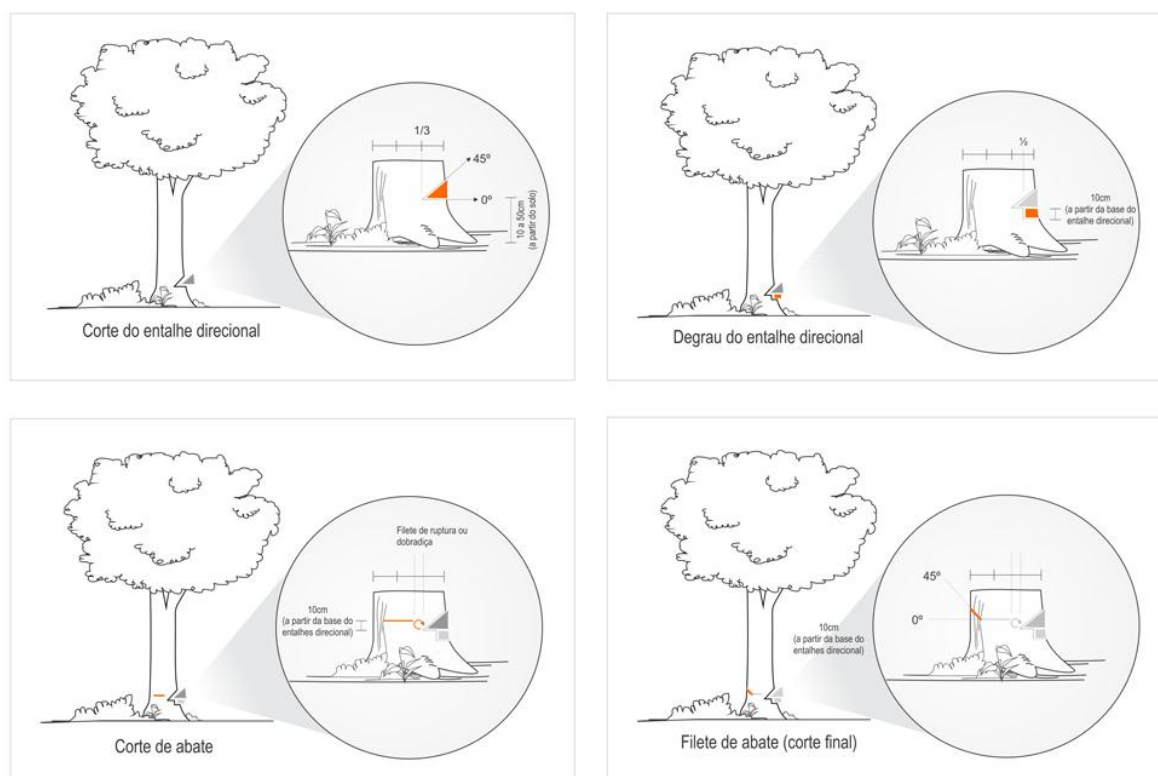 1/3
45º
0º
10 a 50cm
(a partir do solo)
Corte do entalhe direcional
⅓
10cm
(a partir da base do
entalhe direcional)
Degrau do entalhe direcional
Filete de ruptura ou
dobradiça
10cm
(a partir da base do
entalhes direcional)
Corte de abate
45º
0º
10cm
(a partir da base do
entalhes direcional)
Filete de abate (corte final)